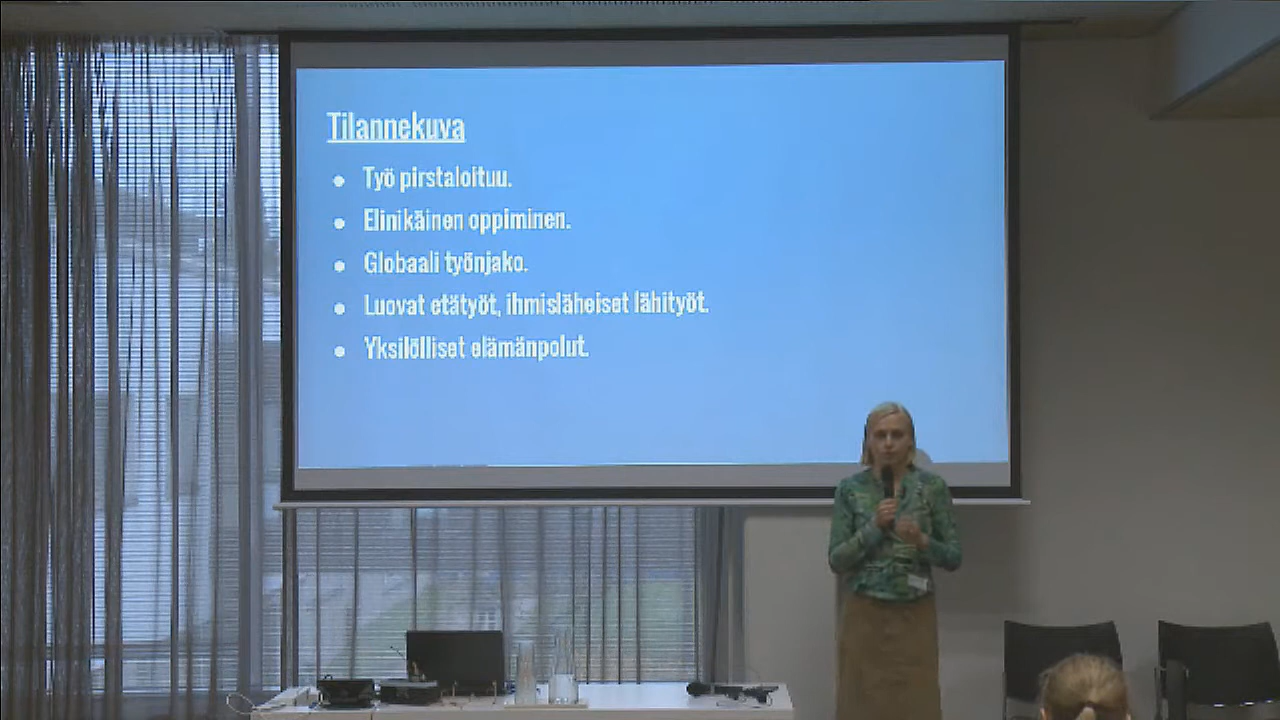 Tilannekuva
● Työ pirstaloituu.
● Elinikäinen oppiminen.
● Globaali työnjako.
● Luovat etätyöt, ihmisläheiset lähityöt.
● Yksilölliset elämänpolut.